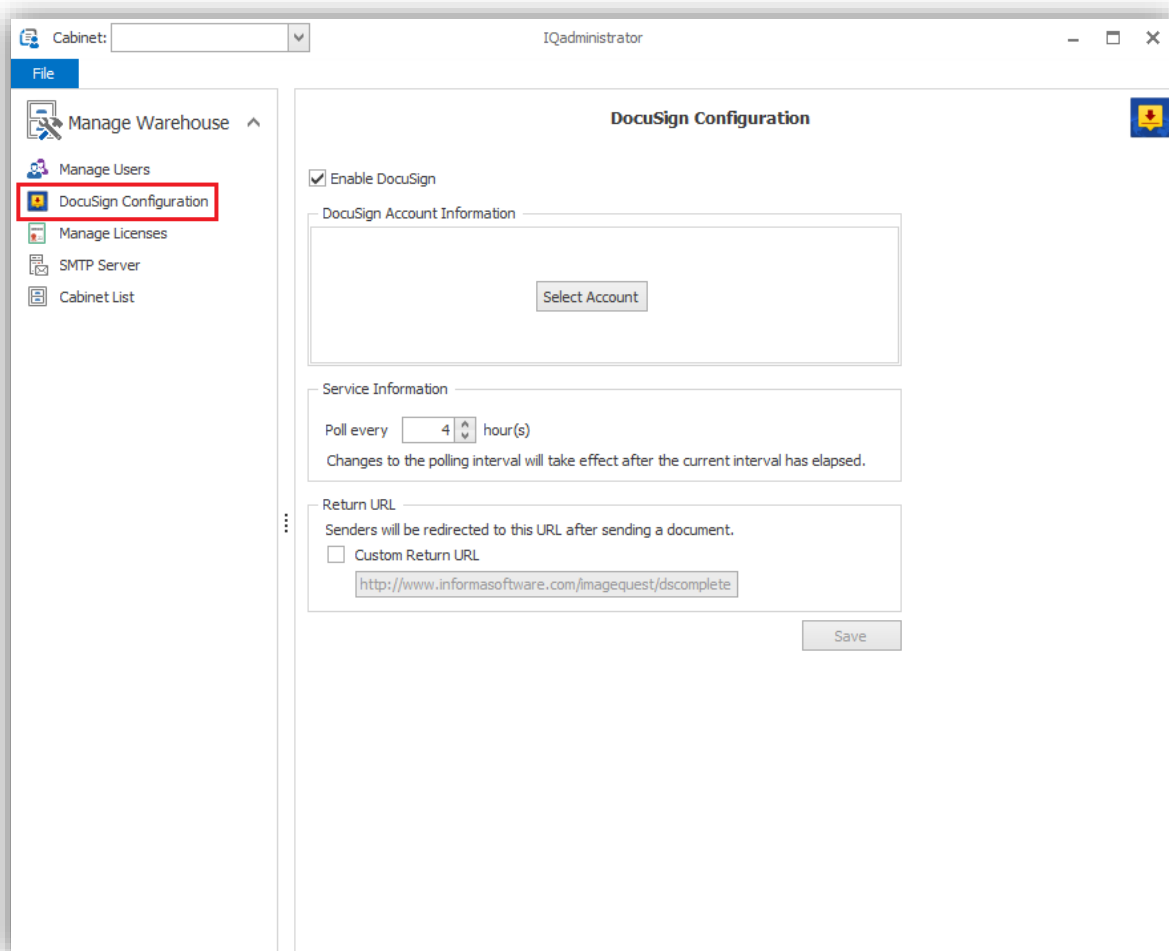 Cabinet:
IQadministrator
File
Manage Warehouse
Manage Users
DocuSign Configuration
Manage Licenses
SMTP Server
Cabinet List
DocuSign Configuration
Enable DocuSign
DocuSign Account Information
Select Account
Service Information
Poll every 4 hour(s)
Changes to the polling interval will take effect after the current interval has elapsed.
Return URL
Senders will be redirected to this URL after sending a document.
Custom Return URL
http://www.informasoftware.com/imagequest/dscomplete
Save